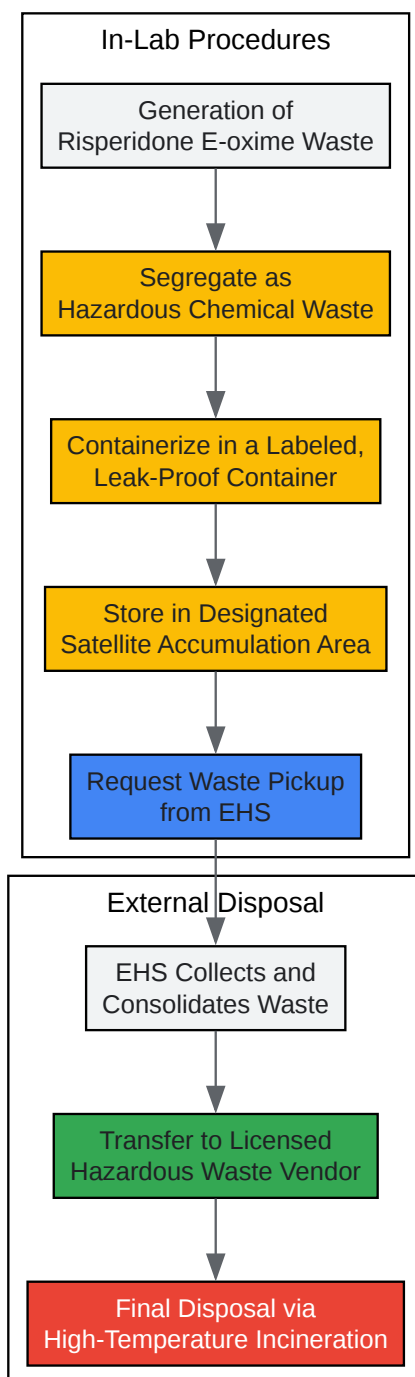 In-Lab Procedures
Generation of
Risperidone E-oxime Waste
Segregate as
Hazardous Chemical Waste
Containerize in a Labeled,
Leak-Proof Container
Store in Designated
Satellite Accumulation Area
Request Waste Pickup
from EHS
External Disposal
EHS Collects and
Consolidates Waste
Transfer to Licensed
Hazardous Waste Vendor
Final Disposal via
High-Temperature Incineration